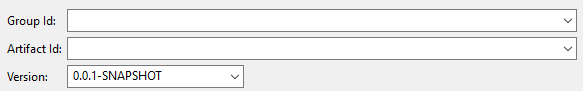 Group Id:
Artifact Id:
Version: 0.0.1-SNAPSHOT